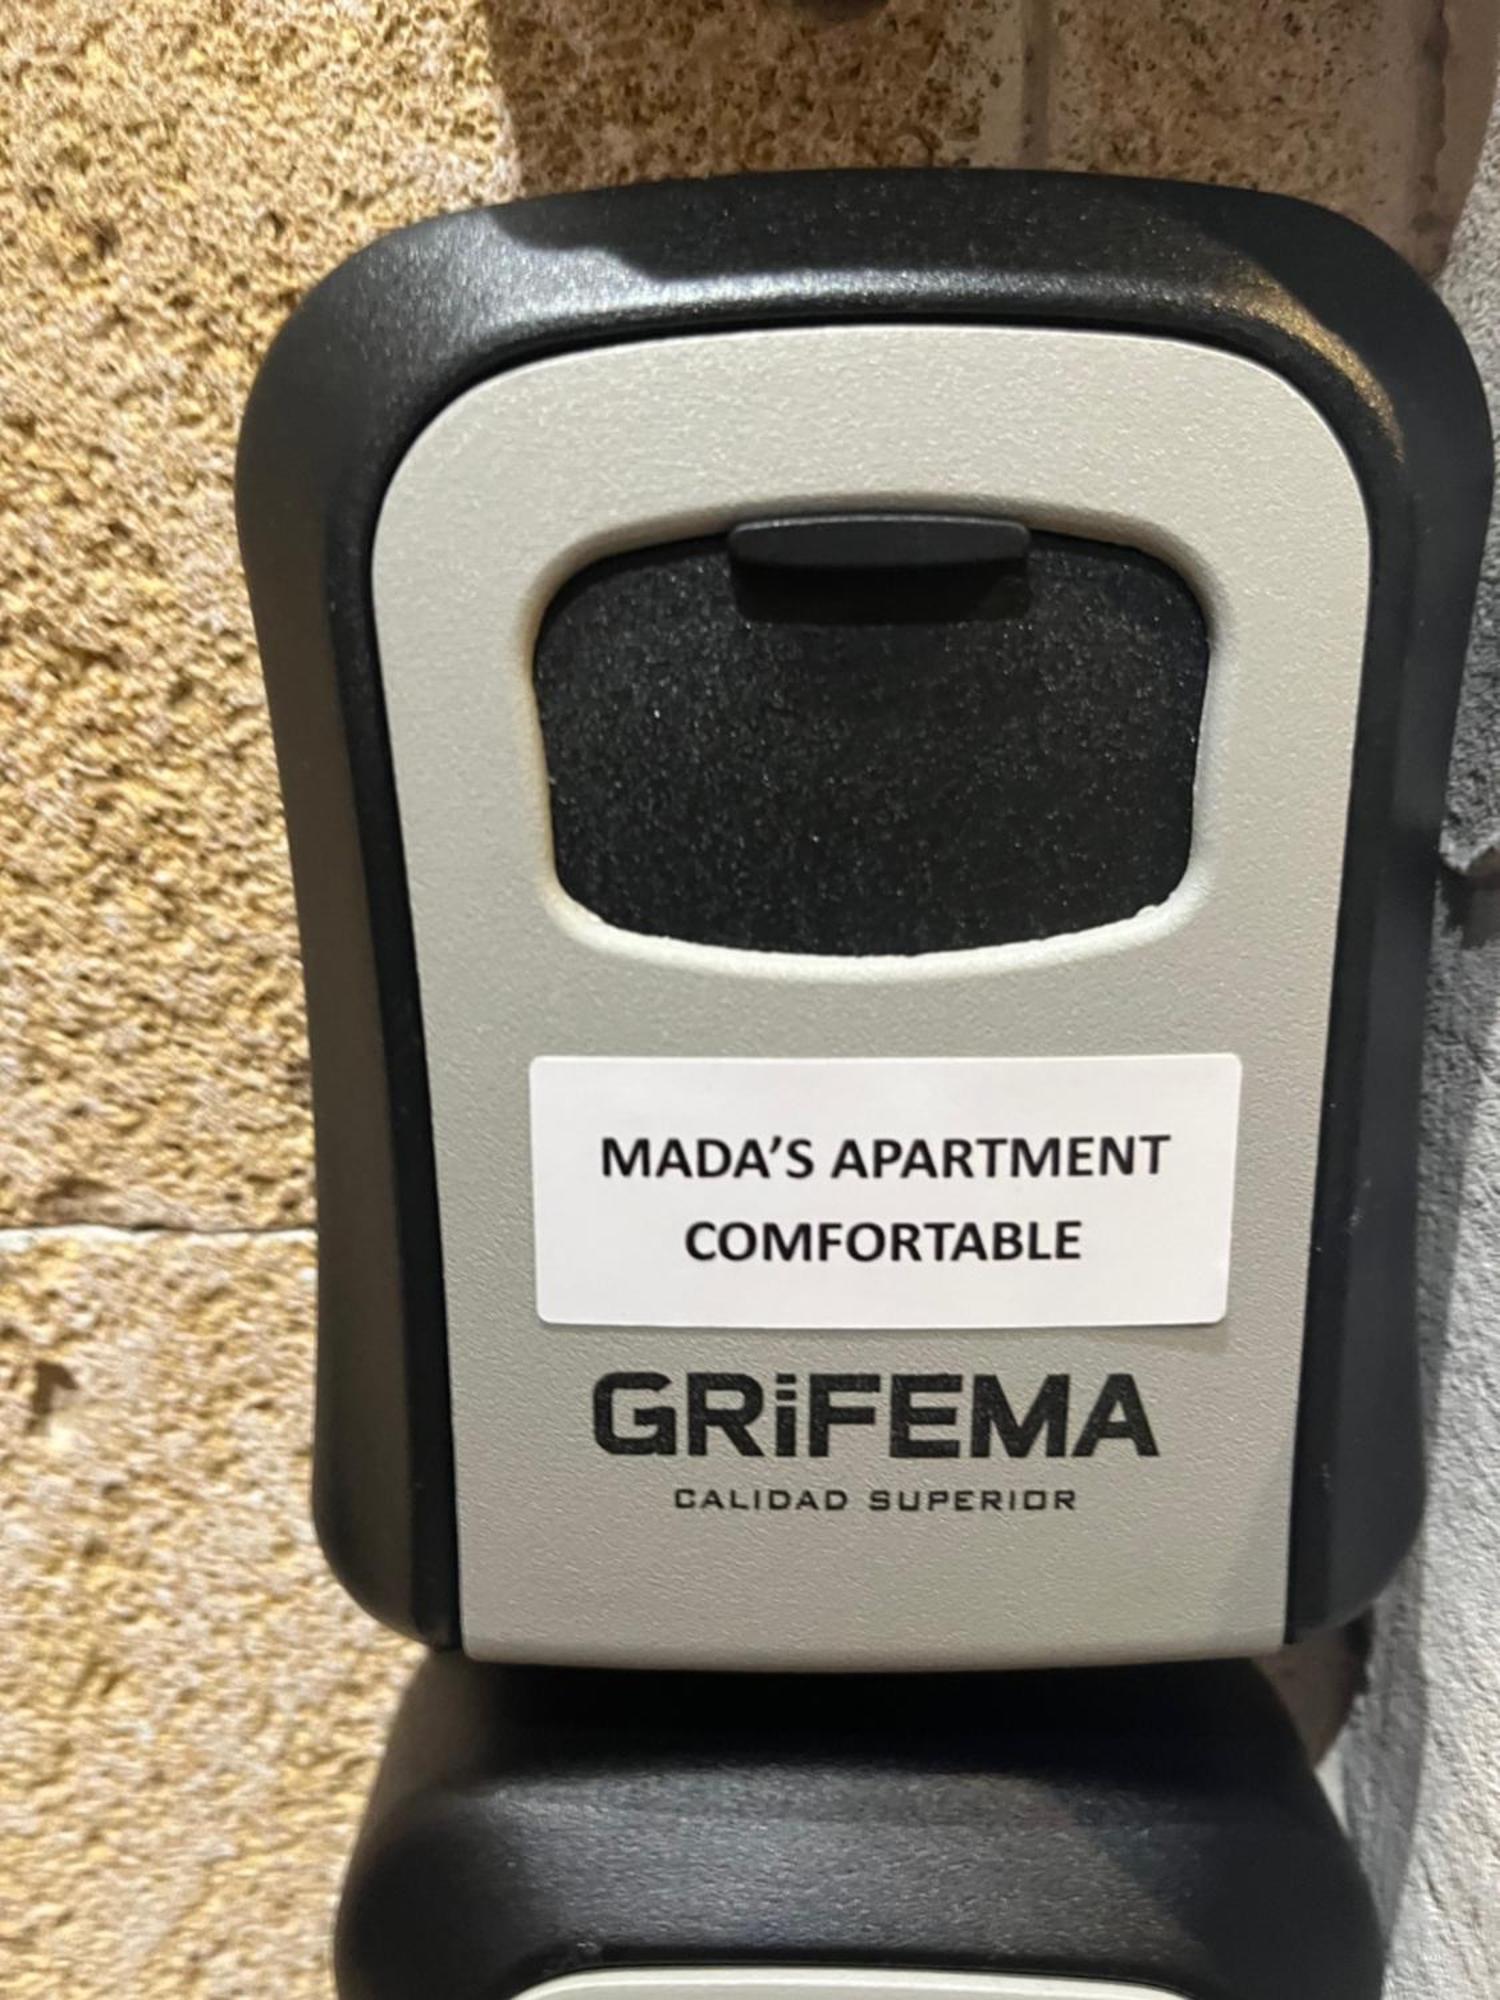 MADA'S APARTMENT
COMFORTABLE
GRiFEMA
CALIDAD SUPERIOR